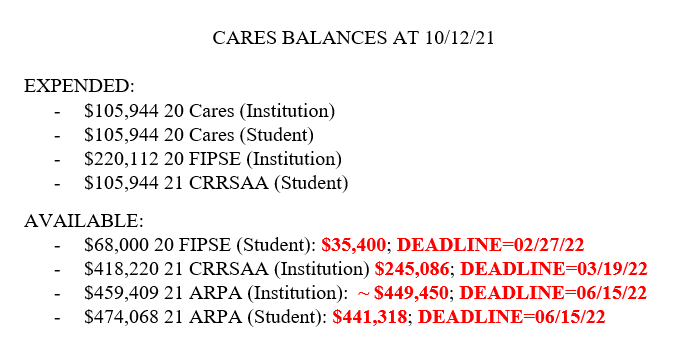 CARES BALANCES AT 10/12/21
EXPENDED:
- $105,944 20 Cares (Institution)
- $105,944 20 Cares (Student)
- $220,112 20 FIPSE (Institution)
- $105,944 21 CRRSAA (Student)
AVAILABLE:
- $68,000 20 FIPSE (Student): $35,400; DEADLINE=02/27/22
- $418,220 21 CRRSAA (Institution) $245,086; DEADLINE=03/19/22
- $459,409 21 ARPA (Institution): ~ $449,450; DEADLINE=06/15/22
- $474,068 21 ARPA (Student): $441,318; DEADLINE=06/15/22